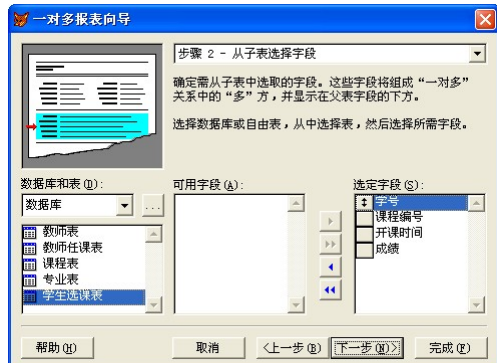 一对多报表向导
步骤 2 - 从子表选择字段
确定需从子表中选取的字段。这些字段将组成“一对多”
关系中的“多”方，并显示在父表字段的下方。
选择数据库或自由表，从中选择表，然后选择所需字段。
数据库和表(D):
可用字段(A):
选定字段(S):
数据库
...
教师表
教师任课表
课程表
专业表
学生选课表
学号
课程编号
开课时间
成绩
帮助(H)
取消
<上一步(B)
下一步(N)>
完成(F)